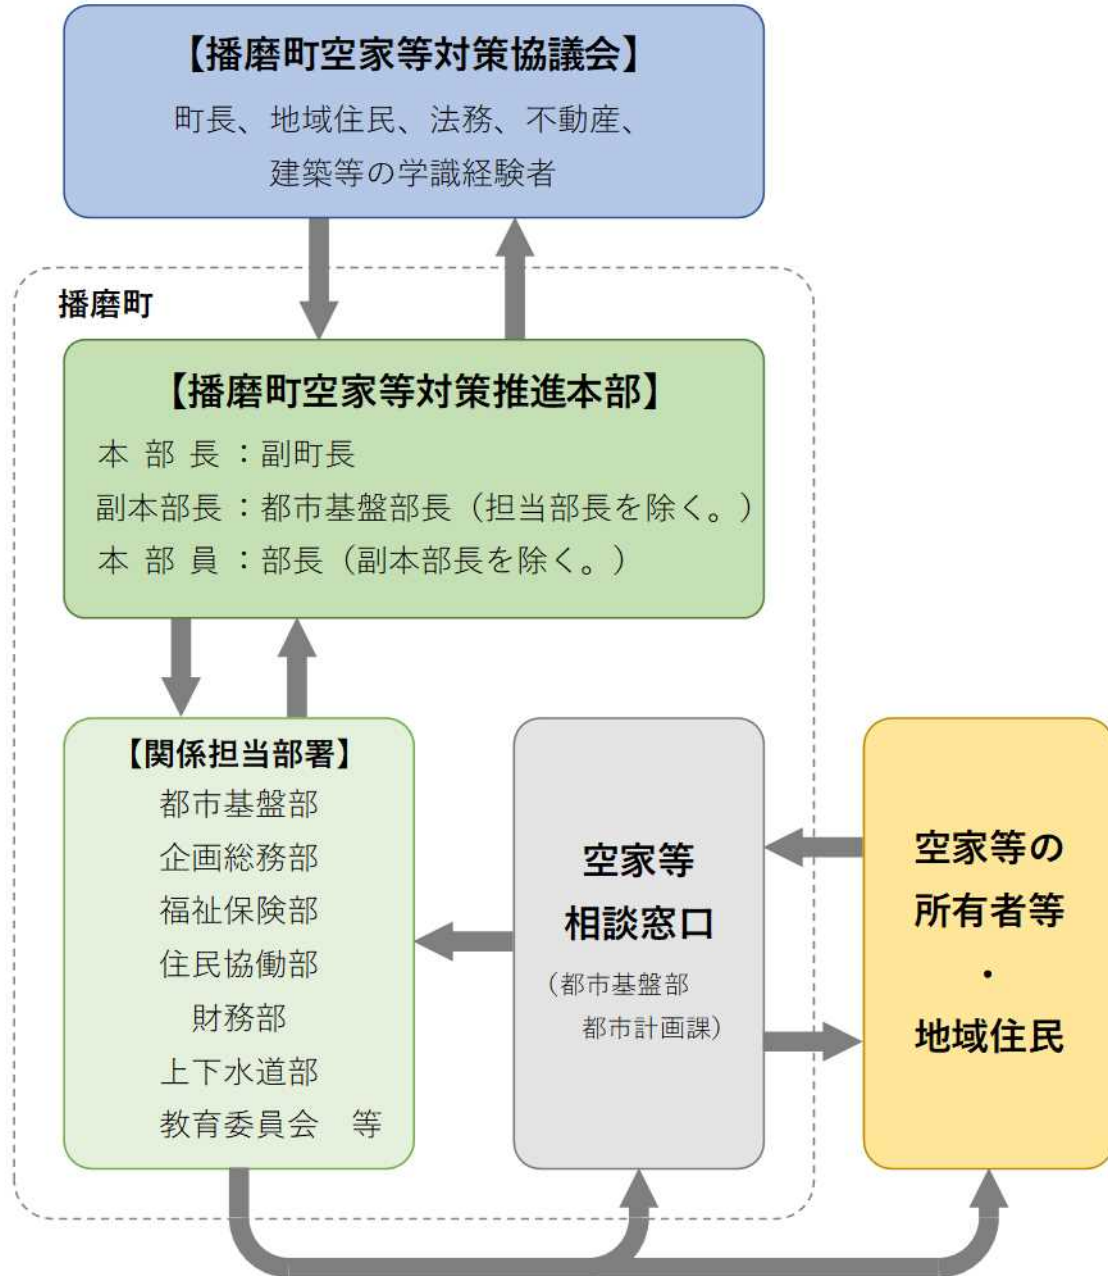 【播磨町空家等対策協議会】
町長、地域住民、法務、不動産、
建築等の学識経験者
播磨町
【播磨町空家等対策推進本部】
本 部 長 ：副町長
副本部長：都市基盤部長（担当部長を除く。）
本 部 員 ：部長（副本部長を除く。）
【関係担当部署】
都市基盤部
企画総務部
福祉保険部
住民協働部
財務部
上下水道部
教育委員会　等
空家等
相談窓口
（都市基盤部
都市計画課）
空家等の
所有者等
・
地域住民